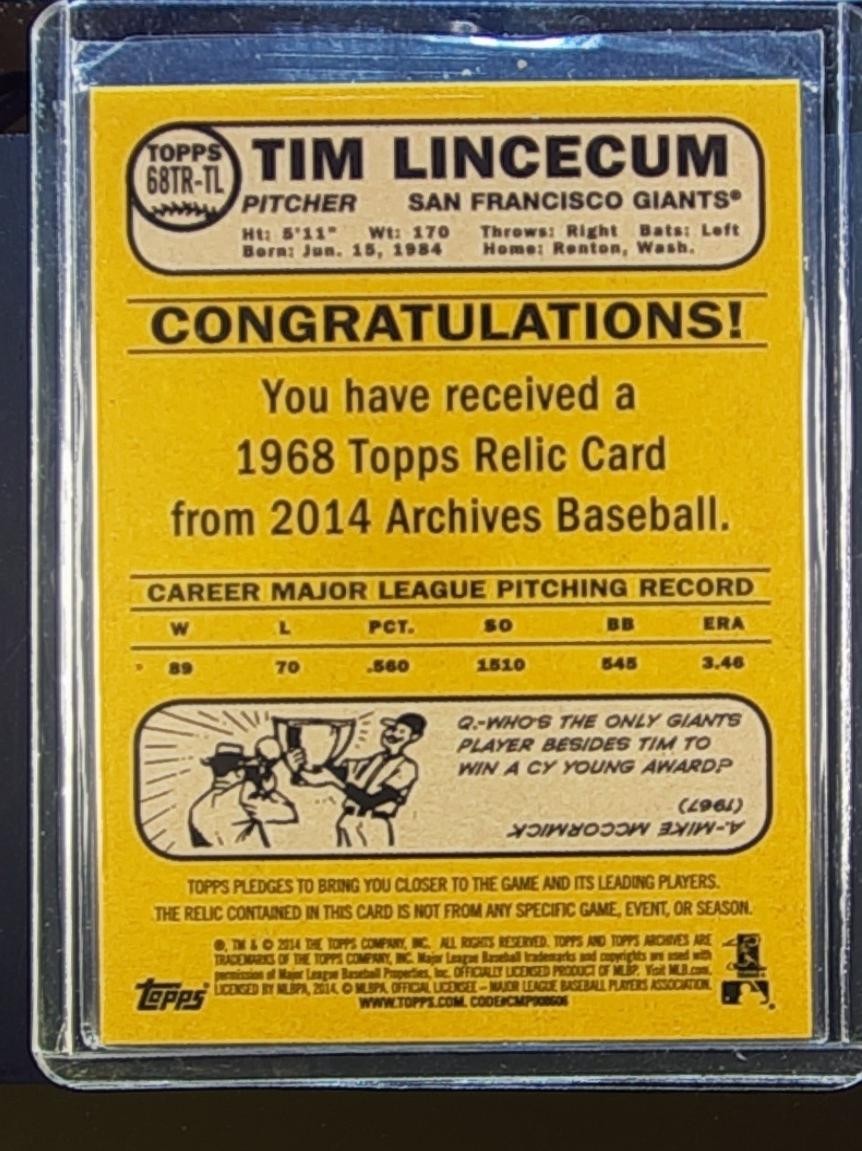 TOPPS
68TR-TL
TIM LINCECUM
PITCHER SAN FRANCISCO GIANTS®
Ht: 5'11" Wt: 170 Throws: Right Bats: Left
Born: Jun. 15, 1984 Home: Renton, Wash.
CONGRATULATIONS!
You have received a
1968 Topps Relic Card
from 2014 Archives Baseball.
CAREER MAJOR LEAGUE PITCHING RECORD
W L PCT. SO BB ERA
89 70 .560 1510 545 3.46
Q.-WHO'S THE ONLY GIANTS
PLAYER BESIDES TIM TO
WIN A CY YOUNG AWARD?
A.-MIKE MCCORMICK
(1967)
TOPPS PLEDGES TO BRING YOU CLOSER TO THE GAME AND ITS LEADING PLAYERS.
THE RELIC CONTAINED IN THIS CARD IS NOT FROM ANY SPECIFIC GAME, EVENT, OR SEASON.
®, TM & © 2014 THE TOPPS COMPANY, INC. ALL RIGHTS RESERVED. TOPPS AND TOPPS ARCHIVES ARE
TRADEMARKS OF THE TOPPS COMPANY, INC. Major League Baseball trademarks and copyrights are used with
permission of Major League Baseball Properties, Inc. OFFICIALLY LICENSED PRODUCT OF MLBP. Visit MLB.com.
LICENSED BY MLBPA, 2014. © MLBPA. OFFICIAL LICENSEE – MAJOR LEAGUE BASEBALL PLAYERS ASSOCIATION.
WWW.TOPPS.COM. CODE#CMP008606
topps®